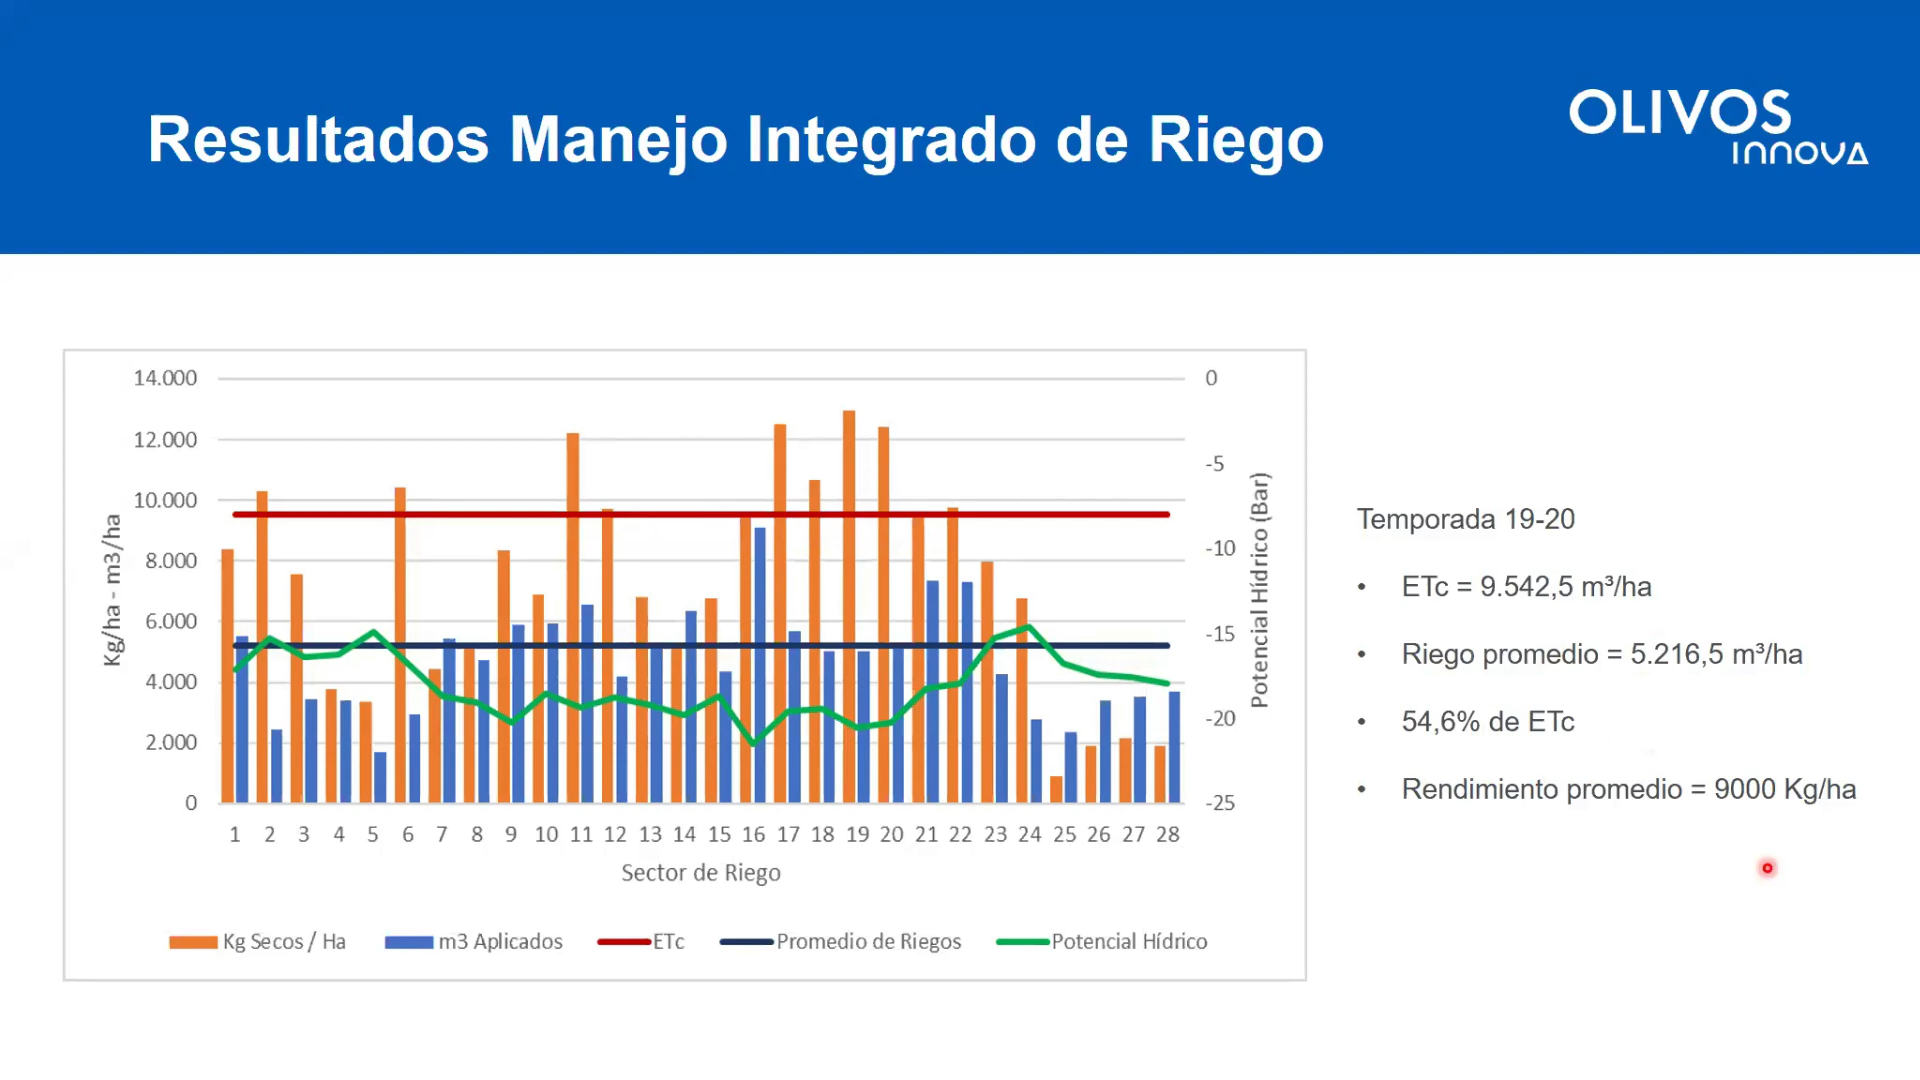 Resultados Manejo Integrado de Riego
OLIVOS
INNOVA
14.000
12.000
10.000
8.000
6.000
4.000
2.000
0
Kg/ha - m3/ha
0
-5
-10
-15
-20
-25
Potencial Hídrico (Bar)
1 2 3 4 5 6 7 8 9 10 11 12 13 14 15 16 17 18 19 20 21 22 23 24 25 26 27 28
Sector de Riego
Kg Secos / Ha m3 Aplicados ETc Promedio de Riegos Potencial Hídrico
Temporada 19-20
• ETc = 9.542,5 m³/ha
• Riego promedio = 5.216,5 m³/ha
• 54,6% de ETc
• Rendimiento promedio = 9000 Kg/ha